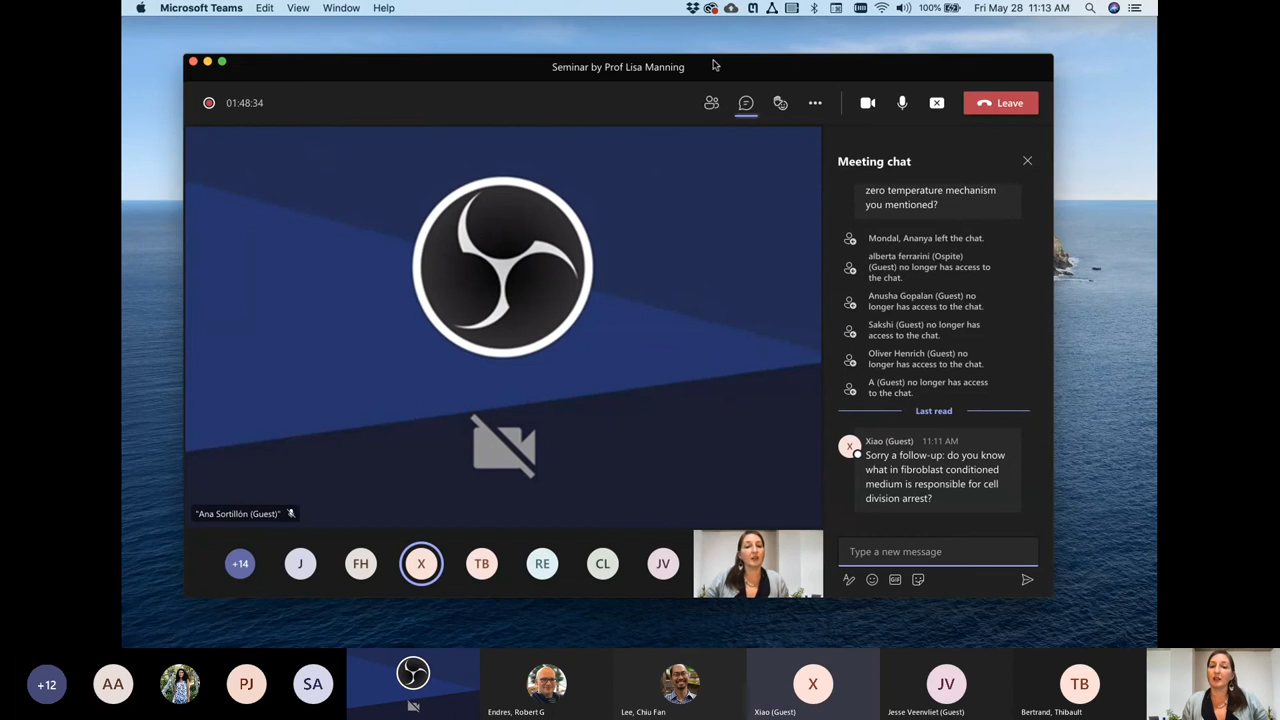 Microsoft Teams Edit View Window Help 100% Fri May 28 11:13 AM
Seminar by Prof Lisa Manning
01:48:34 Leave
Meeting chat
zero temperature mechanism
you mentioned?
Mondal, Ananya left the chat.
alberta ferrarini (Ospite)
(Guest) no longer has access to
the chat.
Anusha Gopalan (Guest) no
longer has access to the chat.
Sakshi (Guest) no longer has
access to the chat.
Oliver Henrich (Guest) no
longer has access to the chat.
A (Guest) no longer has access
to the chat.
Last read
X Xiao (Guest) 11:11 AM
Sorry a follow-up: do you know
what in fibroblast conditioned
medium is responsible for cell
division arrest?
"Ana Sortillón (Guest)"
Type a new message
GIF
+14 J FH X TB RE CL JV
+12 AA PJ SA X JV TB
Endres, Robert G Lee, Chiu Fan Xiao (Guest) Jesse Veenvliet (Guest) Bertrand, Thibault